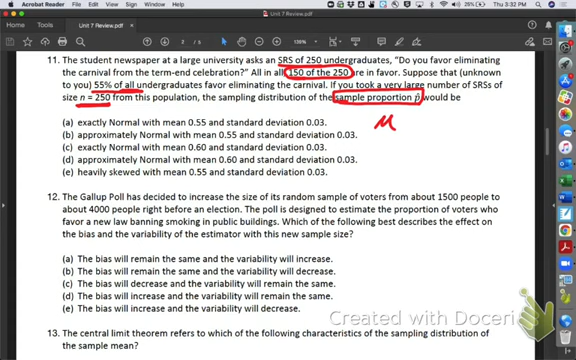 Acrobat Reader File Edit View Sign Window Help
29% Thu 3:32 PM
Unit 7 Review.pdf
Home Tools Unit 7 Review.pdf ×
138%
11. The student newspaper at a large university asks an SRS of 250 undergraduates, “Do you favor eliminating
the carnival from the term-end celebration?” All in all 150 of the 250 are in favor. Suppose that (unknown
to you) 55% of all undergraduates favor eliminating the carnival. If you took a very large number of SRSs of
size n = 250 from this population, the sampling distribution of the sample proportion p̂ would be
μ
(a) exactly Normal with mean 0.55 and standard deviation 0.03.
(b) approximately Normal with mean 0.55 and standard deviation 0.03.
(c) exactly Normal with mean 0.60 and standard deviation 0.03.
(d) approximately Normal with mean 0.60 and standard deviation 0.03.
(e) heavily skewed with mean 0.55 and standard deviation 0.03.
12. The Gallup Poll has decided to increase the size of its random sample of voters from about 1500 people to
about 4000 people right before an election. The poll is designed to estimate the proportion of voters who
favor a new law banning smoking in public buildings. Which of the following best describes the effect on
the bias and the variability of the estimator with this new sample size?
(a) The bias will remain the same and the variability will increase.
(b) The bias will remain the same and the variability will decrease.
(c) The bias will decrease and the variability will remain the same.
(d) The bias will increase and the variability will remain the same.
(e) The bias will increase and the variability will decrease.
Created with Doceri
13. The central limit theorem refers to which of the following characteristics of the sampling distribution of
the sample mean?